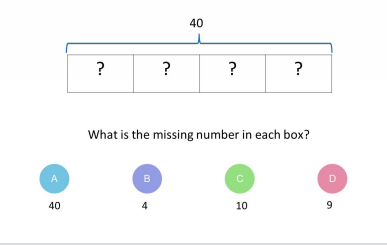 40
? ? ? ?
What is the missing number in each box?
A B C D
40 4 10 9